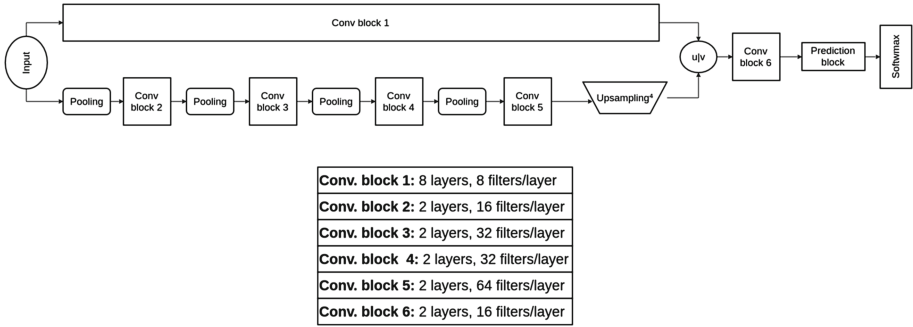 Conv block 1
Input
u|v
Conv
block 6
Prediction
block
Softwmax
Pooling
Conv
block 2
Pooling
Conv
block 3
Pooling
Conv
block 4
Pooling
Conv
block 5
Upsampling⁴
Conv. block 1: 8 layers, 8 filters/layer
Conv. block 2: 2 layers, 16 filters/layer
Conv. block 3: 2 layers, 32 filters/layer
Conv. block 4: 2 layers, 32 filters/layer
Conv. block 5: 2 layers, 64 filters/layer
Conv. block 6: 2 layers, 16 filters/layer